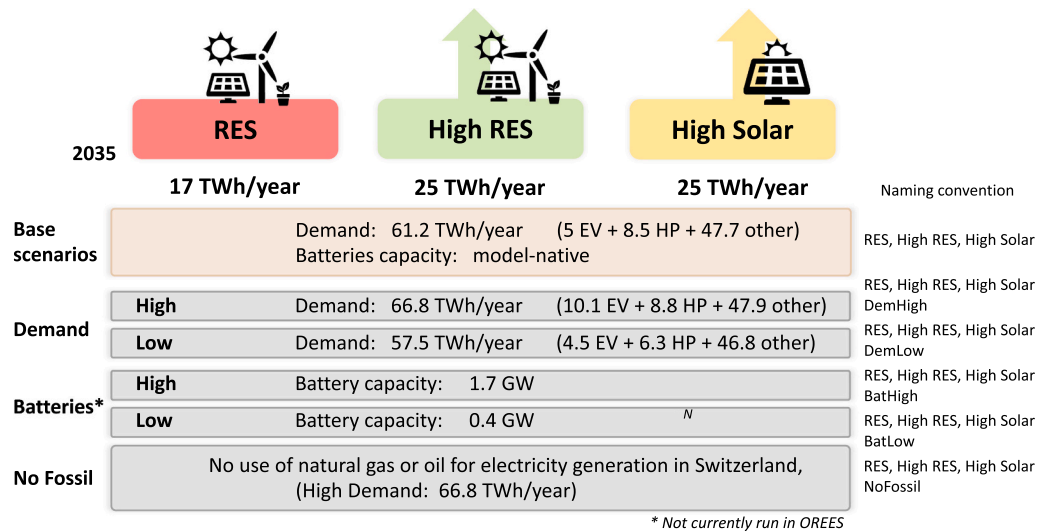 RES
High RES
High Solar
2035
17 TWh/year
25 TWh/year
25 TWh/year
Naming convention
Base scenarios
Demand: 61.2 TWh/year (5 EV + 8.5 HP + 47.7 other)
Batteries capacity: model-native
RES, High RES, High Solar
Demand
High Demand: 66.8 TWh/year (10.1 EV + 8.8 HP + 47.9 other)
RES, High RES, High Solar
DemHigh
Low Demand: 57.5 TWh/year (4.5 EV + 6.3 HP + 46.8 other)
RES, High RES, High Solar
DemLow
Batteries*
High Battery capacity: 1.7 GW
RES, High RES, High Solar
BatHigh
Low Battery capacity: 0.4 GW N
RES, High RES, High Solar
BatLow
No Fossil
No use of natural gas or oil for electricity generation in Switzerland,
(High Demand: 66.8 TWh/year)
RES, High RES, High Solar
NoFossil
* Not currently run in OREES